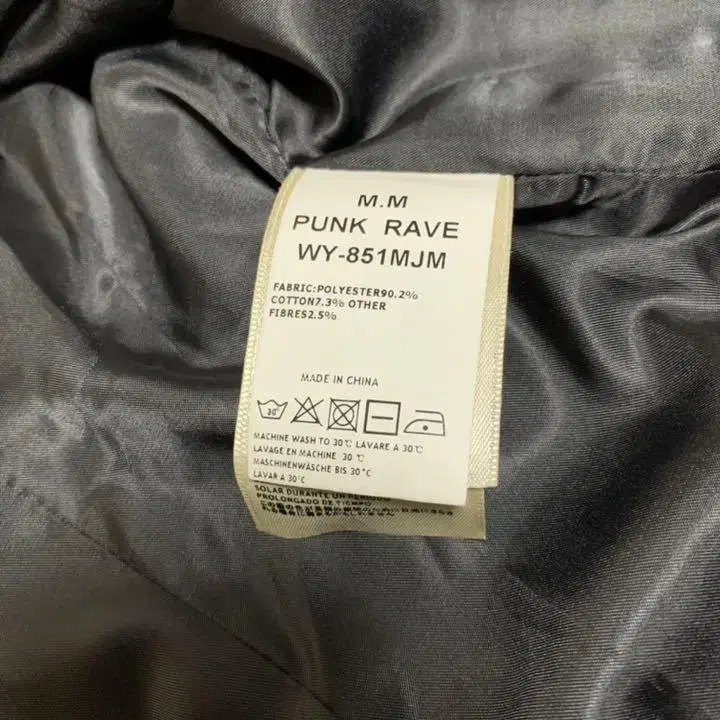 M.M
PUNK RAVE
WY-851MJM
FABRIC:POLYESTER90.2%
COTTON7.3% OTHER
FIBRES2.5%
MADE IN CHINA
30°
MACHINE WASH TO 30℃ LAVARE A 30℃
LAVAGE EN MACHINE 30 ℃
MASCHINENWÄSCHE BIS 30°C
LAVAR A 30℃
SOLAR DURANTE UN PERIODO
PROLONGADO DE TIEMPO